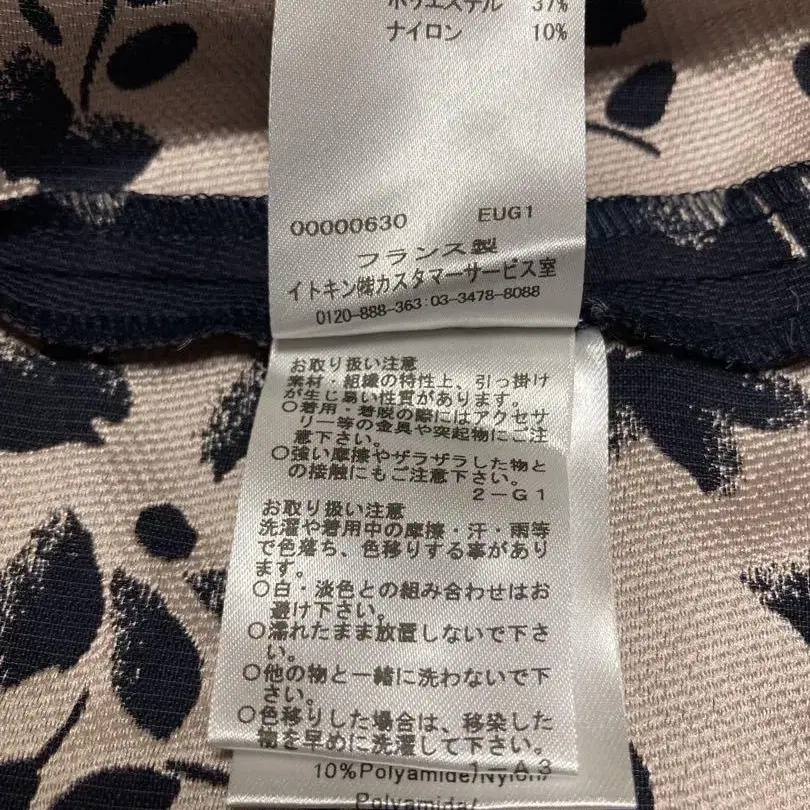 ポリエステル 37%
ナイロン 10%
00000630 EUG1
フランス製
イトキン㈱カスタマーサービス室
0120-888-363:03-3478-8088
お取り扱い注意
素材・組織の特性上、引っ掛け
が生じ易い性質があります。
○着用・着脱の際にはアクセサ
リー等の金具や突起物にご注
意下さい。
○強い摩擦やザラザラした物と
の接触にもご注意下さい。
2-G1
お取り扱い注意
洗濯や着用中の摩擦・汗・雨等
で色落ち、色移りする事があり
ます。
○白・淡色との組み合わせはお
避け下さい。
○濡れたまま放置しないで下さ
い。
○他の物と一緒に洗わないで下
さい。
○色移りした場合は、移染した
物を早めに洗濯して下さい。
1-A3
10%Polyamide/Nylon/
Polyamide/